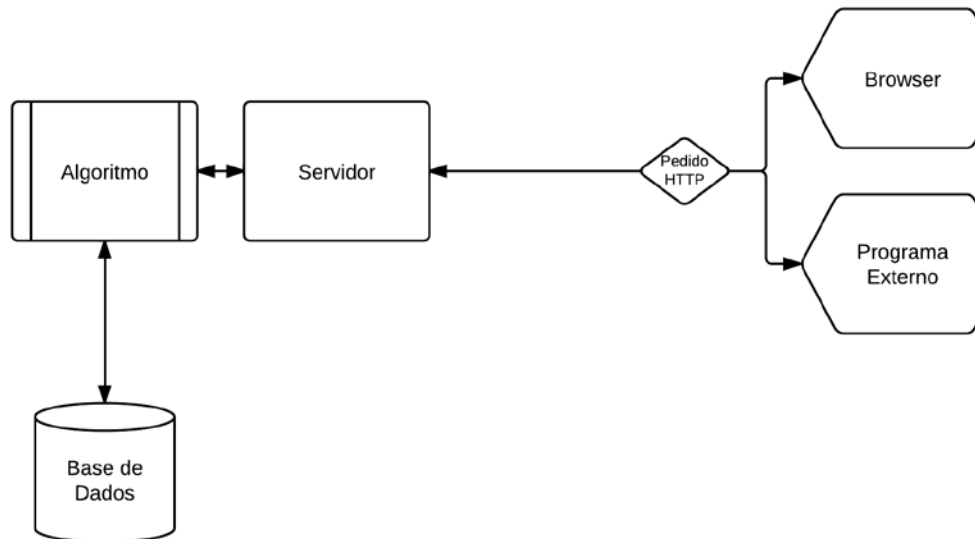 Browser
Algoritmo
Servidor
Pedido
HTTP
Programa
Externo
Base de
Dados